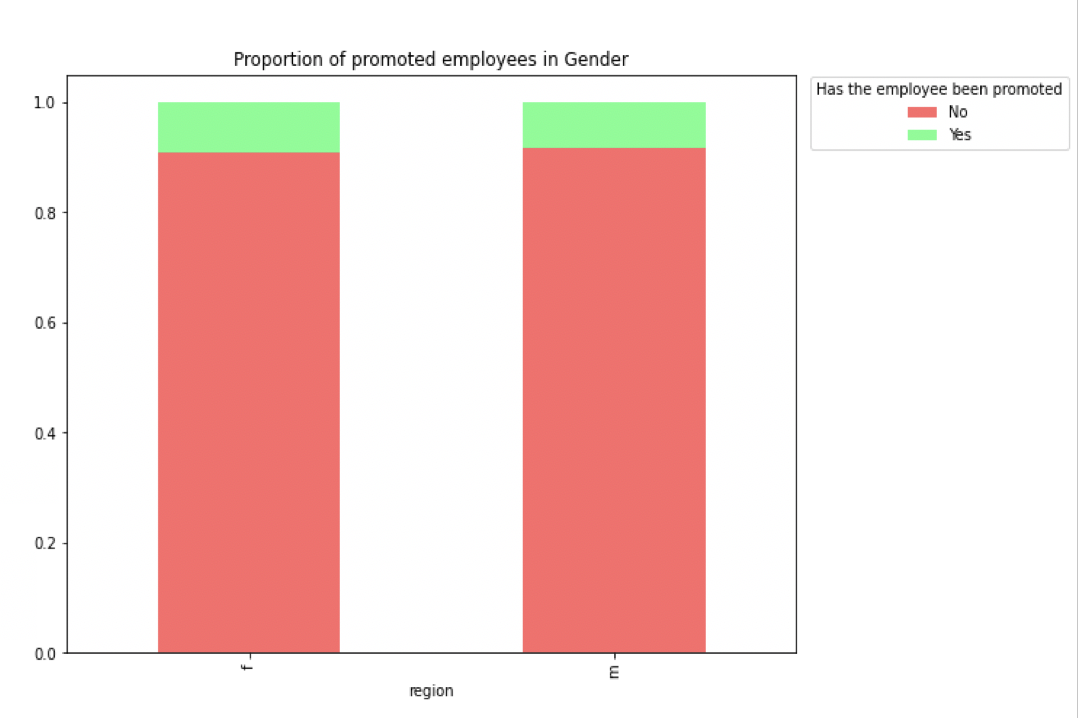 Proportion of promoted employees in Gender
Has the employee been promoted
No
Yes
1.0
0.8
0.6
0.4
0.2
0.0
f
m
region